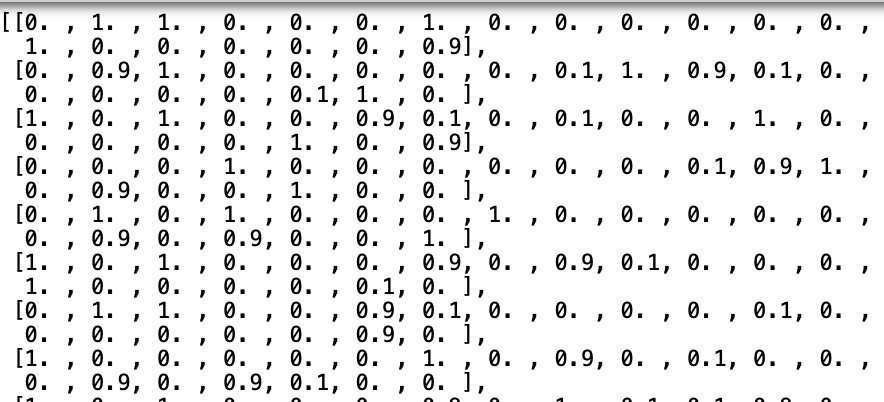 [[0. , 1. , 1. , 0. , 0. , 0. , 1. , 0. , 0. , 0. , 0. , 0. , 0. ,
1. , 0. , 0. , 0. , 0. , 0. , 0.9],
[0. , 0.9, 1. , 0. , 0. , 0. , 0. , 0. , 0.1, 1. , 0.9, 0.1, 0. ,
0. , 0. , 0. , 0. , 0.1, 1. , 0. ],
[1. , 0. , 1. , 0. , 0. , 0.9, 0.1, 0. , 0.1, 0. , 0. , 1. , 0. ,
0. , 0. , 0. , 0. , 1. , 0. , 0.9],
[0. , 0. , 0. , 1. , 0. , 0. , 0. , 0. , 0. , 0. , 0.1, 0.9, 1. ,
0. , 0.9, 0. , 0. , 1. , 0. , 0. ],
[0. , 1. , 0. , 1. , 0. , 0. , 0. , 1. , 0. , 0. , 0. , 0. , 0. ,
0. , 0.9, 0. , 0.9, 0. , 0. , 1. ],
[1. , 0. , 1. , 0. , 0. , 0. , 0.9, 0. , 0.9, 0.1, 0. , 0. , 0. ,
1. , 0. , 0. , 0. , 0. , 0.1, 0. ],
[0. , 1. , 1. , 0. , 0. , 0.9, 0.1, 0. , 0. , 0. , 0. , 0.1, 0. ,
0. , 0. , 0. , 0. , 0. , 0.9, 0. ],
[1. , 0. , 0. , 0. , 0. , 0. , 1. , 0. , 0.9, 0. , 0.1, 0. , 0. ,
0. , 0.9, 0. , 0.9, 0.1, 0. , 0. ],